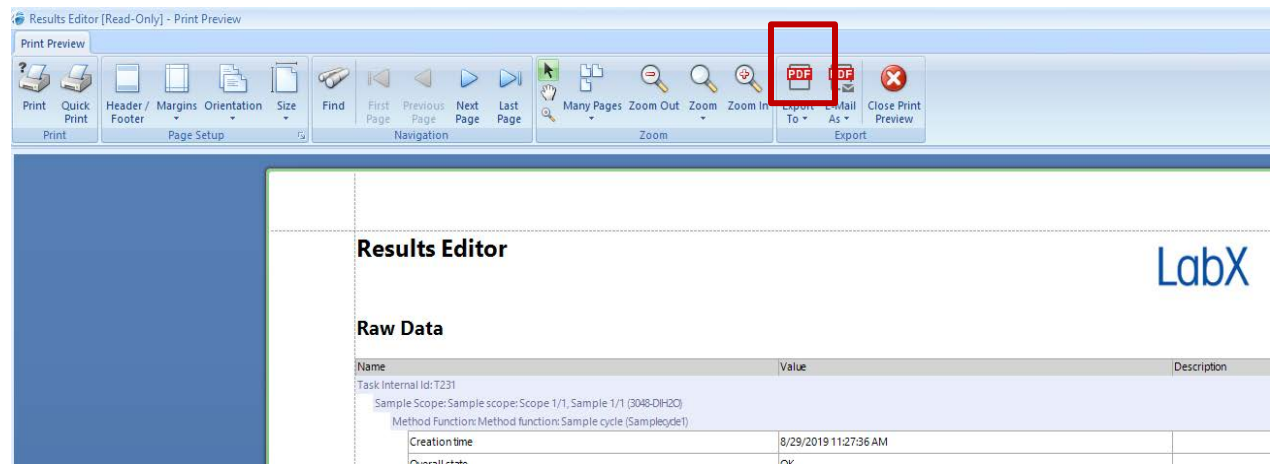 Results Editor [Read-Only] - Print Preview
Print Preview
?
PDF PDF
Print Quick Print Header / Footer Margins Orientation Size Find First Page Previous Page Next Page Last Page Many Pages Zoom Out Zoom Zoom In Export To E-Mail As Close Print Preview
Print Page Setup Navigation Zoom Export
Results Editor
LabX
Raw Data
Name Value Description
Task Internal Id: T231
Sample Scope: Sample scope: Scope 1/1, Sample 1/1 (3048-DIH2O)
Method Function: Method function: Sample cycle (Samplecycle1)
Creation time 8/29/2019 11:27:36 AM
Overall state OK